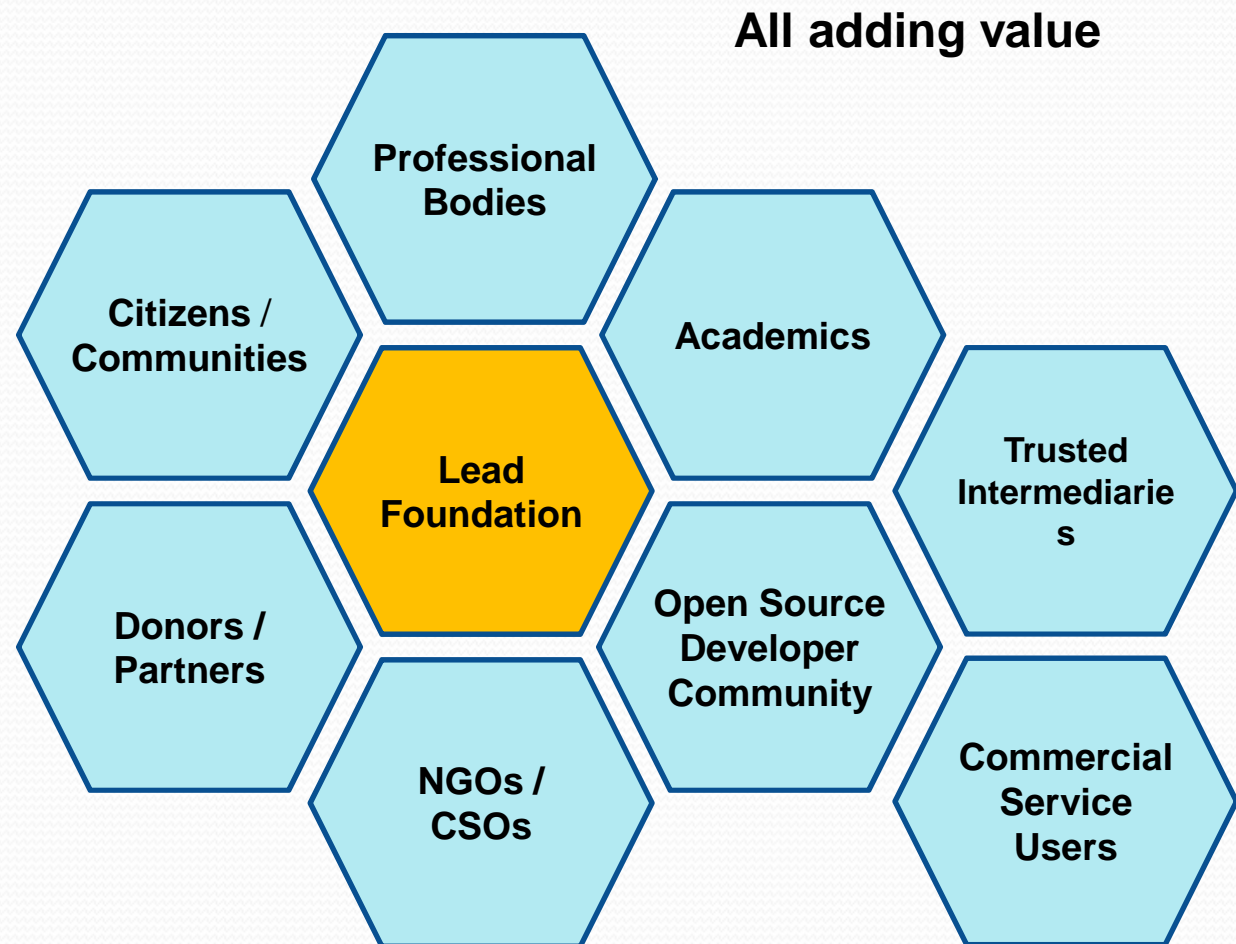 All adding value
Professional
Bodies
Citizens /
Communities
Academics
Lead
Foundation
Trusted
Intermediarie
s
Donors /
Partners
Open Source
Developer
Community
NGOs /
CSOs
Commercial
Service
Users